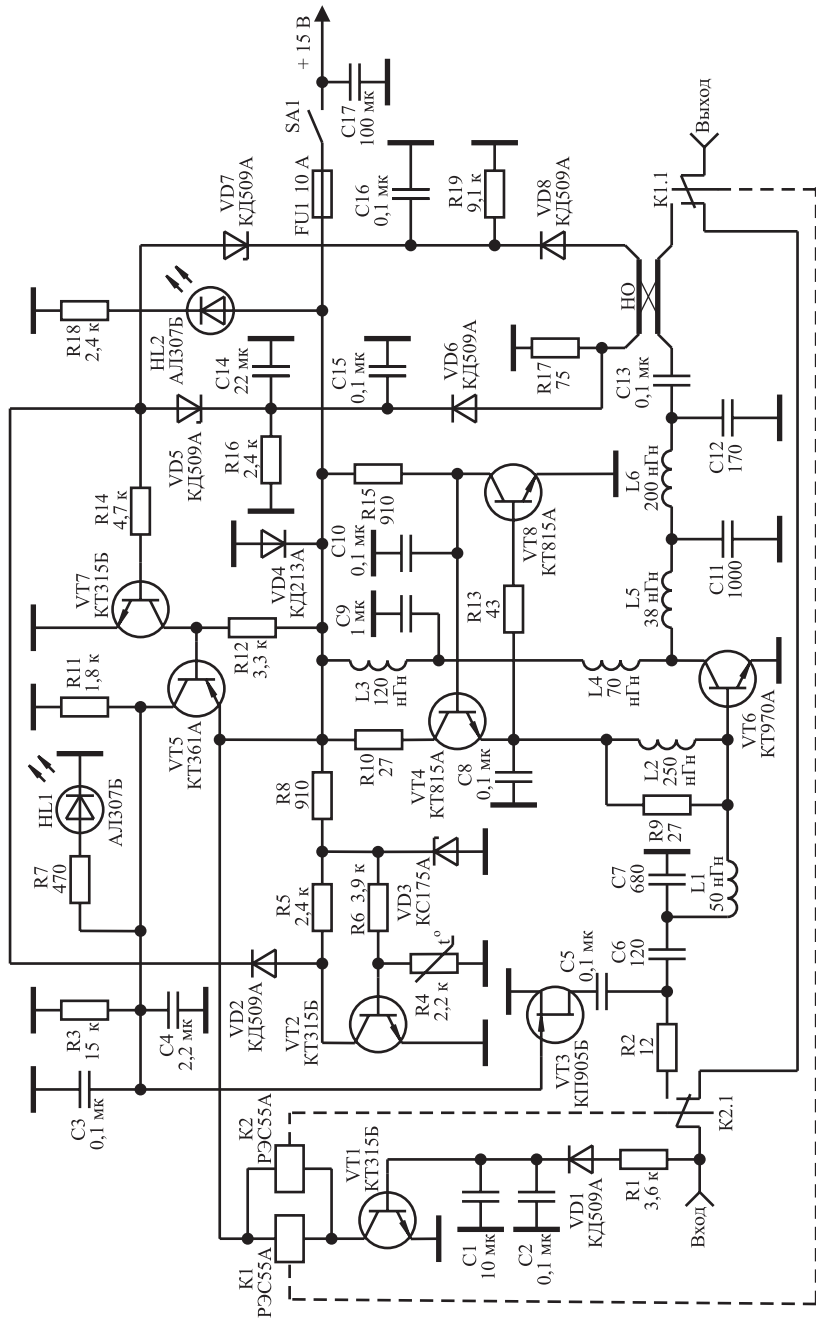 + 15 В
SA1
C17
100 мк
FU1 10 А
VD7
КД509А
C16
0,1 мк
R19
9,1 к
VD8
КД509А
Выход
К1.1
НО
R18
2,4 к
HL2
АЛ307Б
C14
22 мк
C15
0,1 мк
VD6
КД509А
R17
75
C13
0,1 мк
VD5
КД509А
R16
2,4 к
R14
4,7 к
VD4
КД213А
C10
0,1 мк
R15
910
VT8
КТ815А
L6
200 нГн
C12
170
VT7
КТ315Б
C9
1 мк
R13
43
L5
38 нГн
C11
1000
R11
1,8 к
R12
3,3 к
VT5
КТ361А
L3
120
нГн
L4
70
нГн
VT6
КТ970А
HL1
АЛ307Б
R7
470
R8
910
R10
27
VT4
КТ815А
C8
0,1 мк
L2
250
нГн
R9
27
R5
2,4 к
R6 3,9 к
VD3
КС175А
C7
680
L1
50 нГн
R3
15 к
C4
2,2 мк
VD2
КД509А
VT2
КТ315Б
R4
2,2 к
t°
C5
0,1 мк
C6
120
C3
0,1 мк
VT3
КП905Б
R2
12
К2
РЭС55А
К2.1
VT1
КТ315Б
VD1
КД509А
R1
3,6 к
К1
РЭС55А
C1
10 мк
C2
0,1 мк
Вход